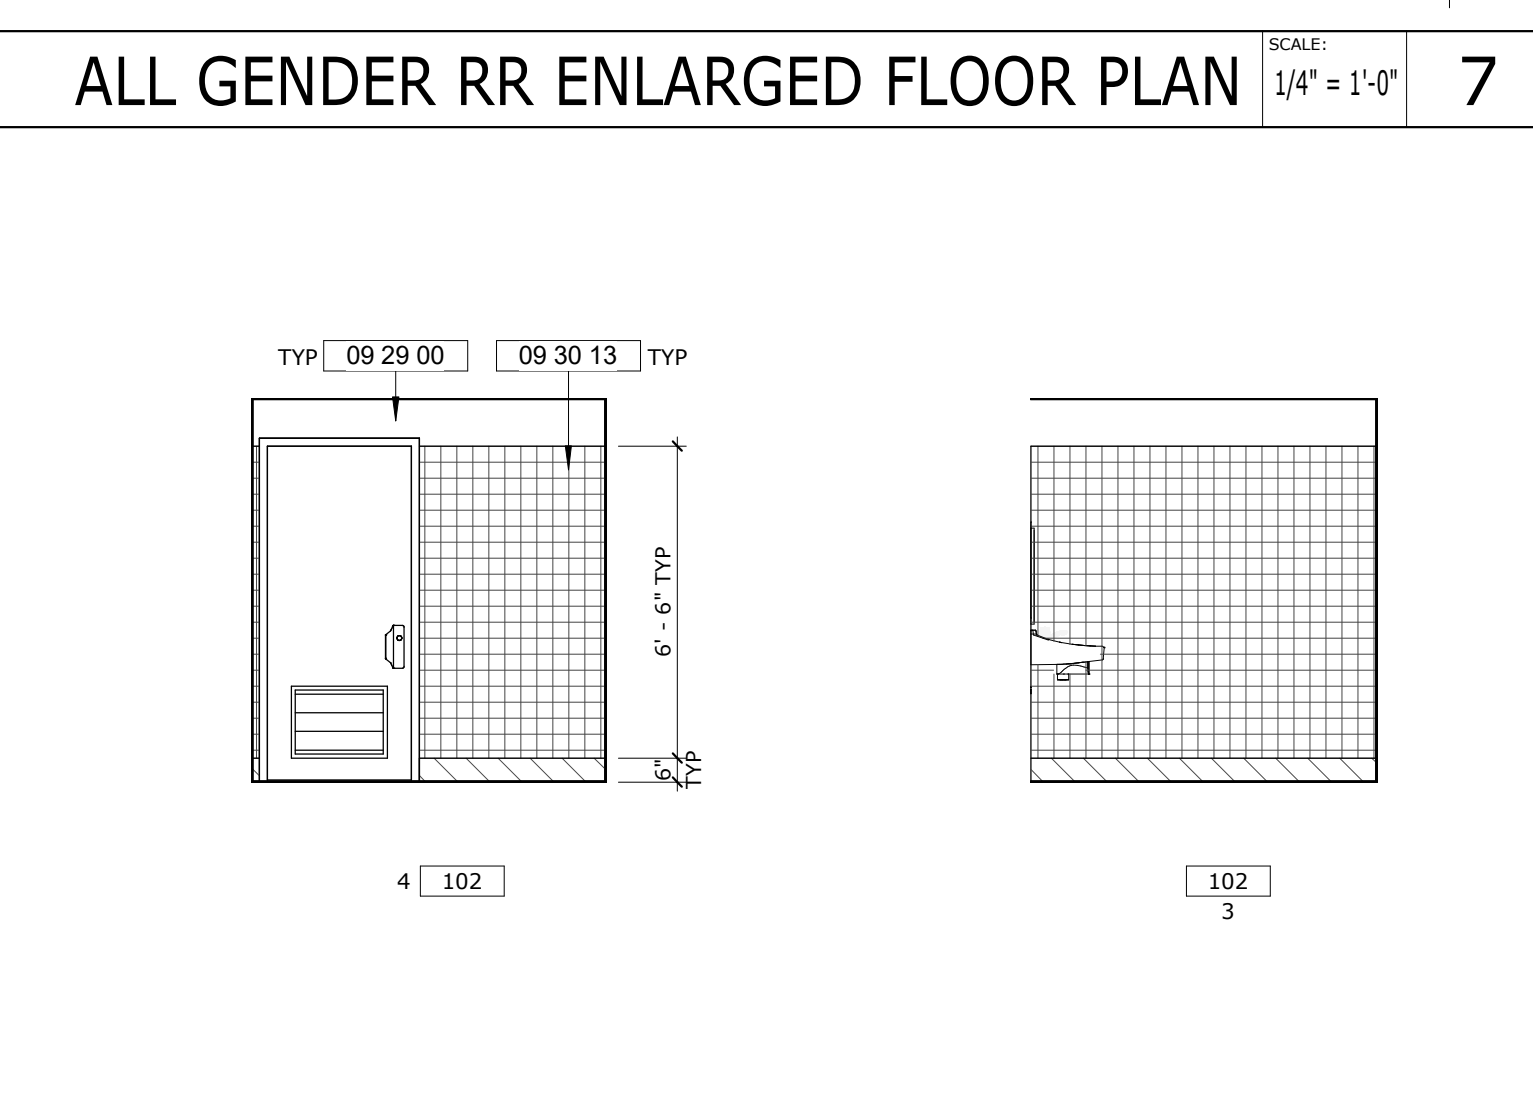 ALL GENDER RR ENLARGED FLOOR PLAN
SCALE:
1/4" = 1'-0"
7
TYP
09 29 00
09 30 13
TYP
6' - 6" TYP
6"
TYP
4
102
102
3